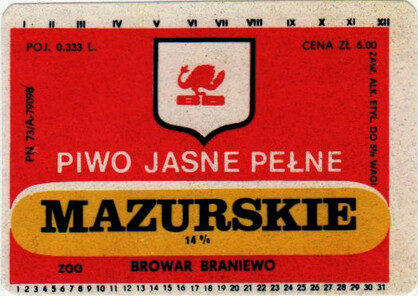 I II III IV V VI VII VIII IX X XI XII
POJ. 0.333 L.
CENA ZŁ 6.00
PN 73/A-79098
ZAW. ALK. ETYL. DO 5% WAG.
BB
PIWO JASNE PEŁNE
MAZURSKIE
14 %
ZGG BROWAR BRANIEWO
1 2 3 4 5 6 7 8 9 10 11 12 13 14 15 16 17 18 19 20 21 22 23 24 25 26 27 28 29 30 31